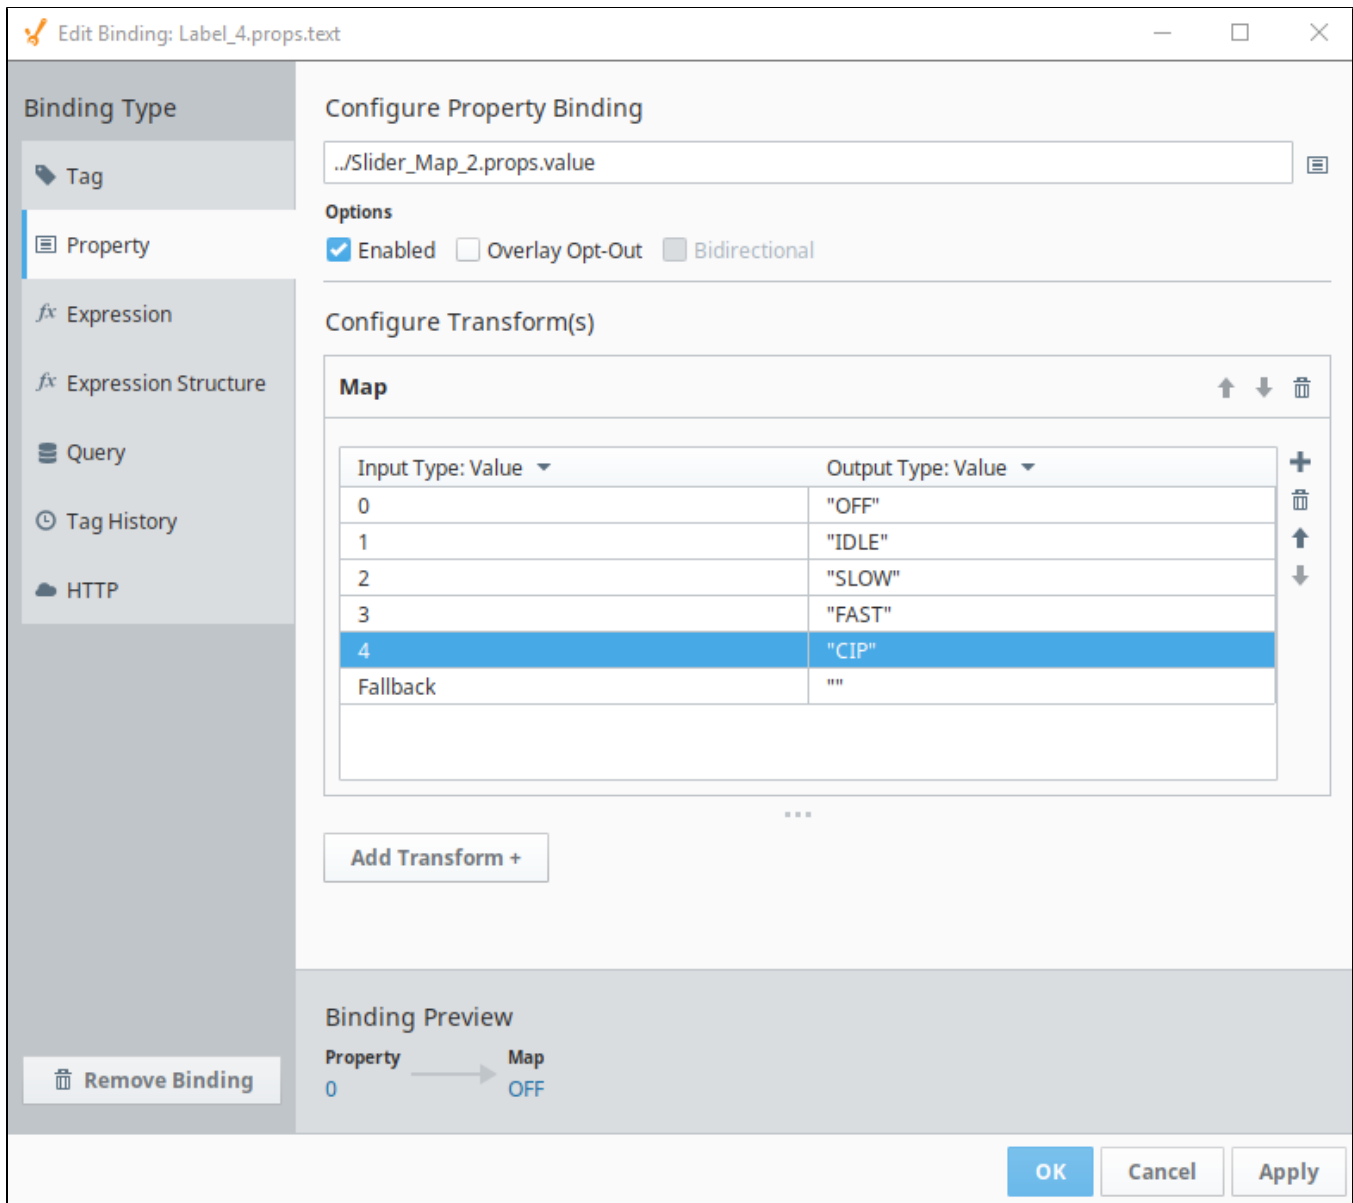 Edit Binding: Label_4.props.text
Binding Type
Tag
Property
fx Expression
fx Expression Structure
Query
Tag History
HTTP
Remove Binding
Configure Property Binding
../Slider_Map_2.props.value
Options
Enabled Overlay Opt-Out Bidirectional
Configure Transform(s)
Map
Input Type: Value Output Type: Value
0 "OFF"
1 "IDLE"
2 "SLOW"
3 "FAST"
4 "CIP"
Fallback ""
Add Transform +
Binding Preview
Property Map
0 OFF
OK Cancel Apply